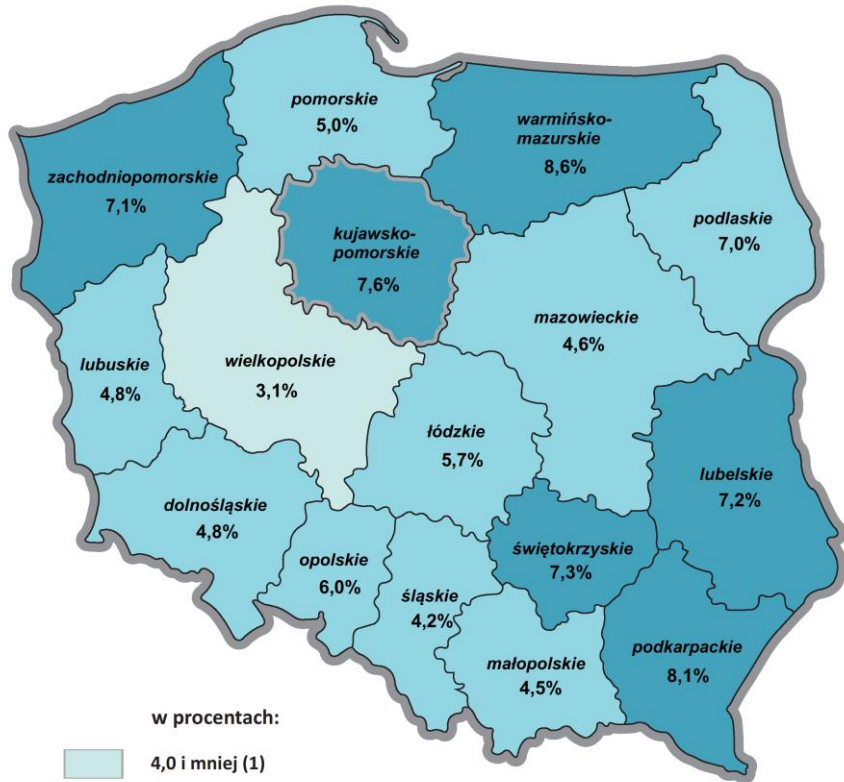 pomorskie
5,0%
warmińsko-
mazurskie
8,6%
zachodniopomorskie
7,1%
podlaskie
7,0%
kujawsko-
pomorskie
7,6%
mazowieckie
4,6%
lubuskie
4,8%
wielkopolskie
3,1%
łódzkie
5,7%
lubelskie
7,2%
dolnośląskie
4,8%
opolskie
6,0%
świętokrzyskie
7,3%
śląskie
4,2%
małopolskie
4,5%
podkarpackie
8,1%
w procentach:
4,0 i mniej (1)